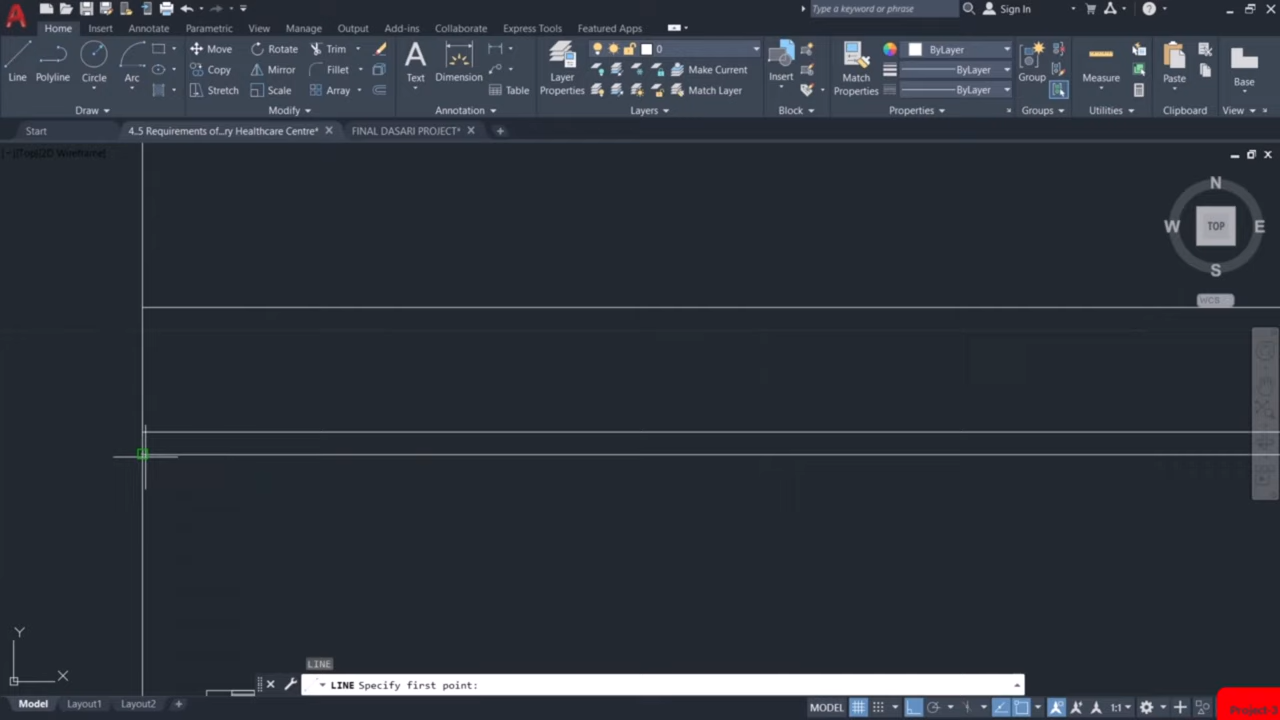 Type a keyword or phrase
Sign In
Home Insert Annotate Parametric View Manage Output Add-ins Collaborate Express Tools Featured Apps
Line Polyline Circle Arc
Move Rotate Trim
Copy Mirror Fillet
Stretch Scale Array
Text Dimension Table
Layer Properties
0
Make Current
Match Layer
Insert
Match Properties
ByLayer
ByLayer
ByLayer
Group Measure Paste Base
Draw Modify Annotation Layers Block Properties Groups Utilities Clipboard View
Start 4..5 Requirements of...ry Healthcare Centre* FINAL DASARI PROJECT*
[−][Top][2D Wireframe]
N
W TOP E
S
WCS
Y
X
LINE
LINE Specify first point:
Model Layout1 Layout2
MODEL 1:1